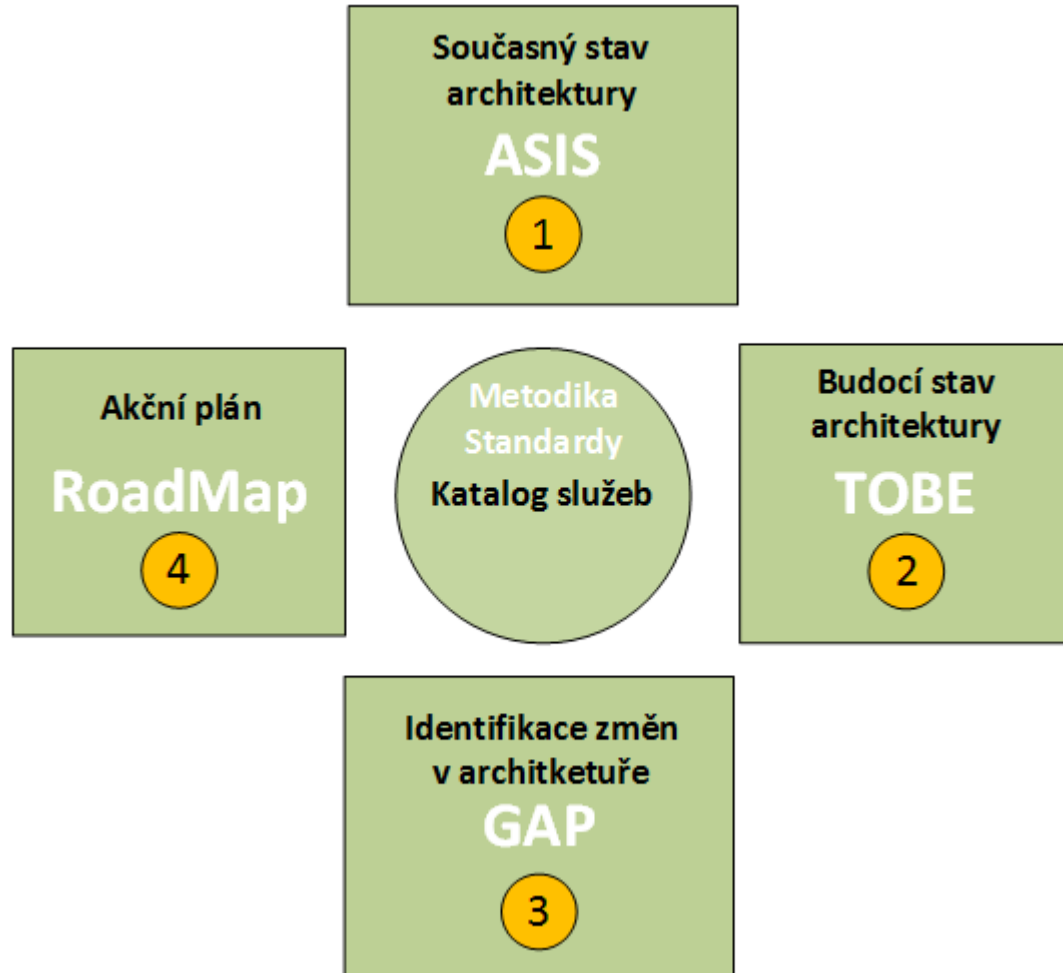 Současný stav
architektury
ASIS
1
Akční plán
RoadMap
4
Metodika
Standardy
Katalog služeb
Budocí stav
architektury
TOBE
2
Identifikace změn
v architketuře
GAP
3